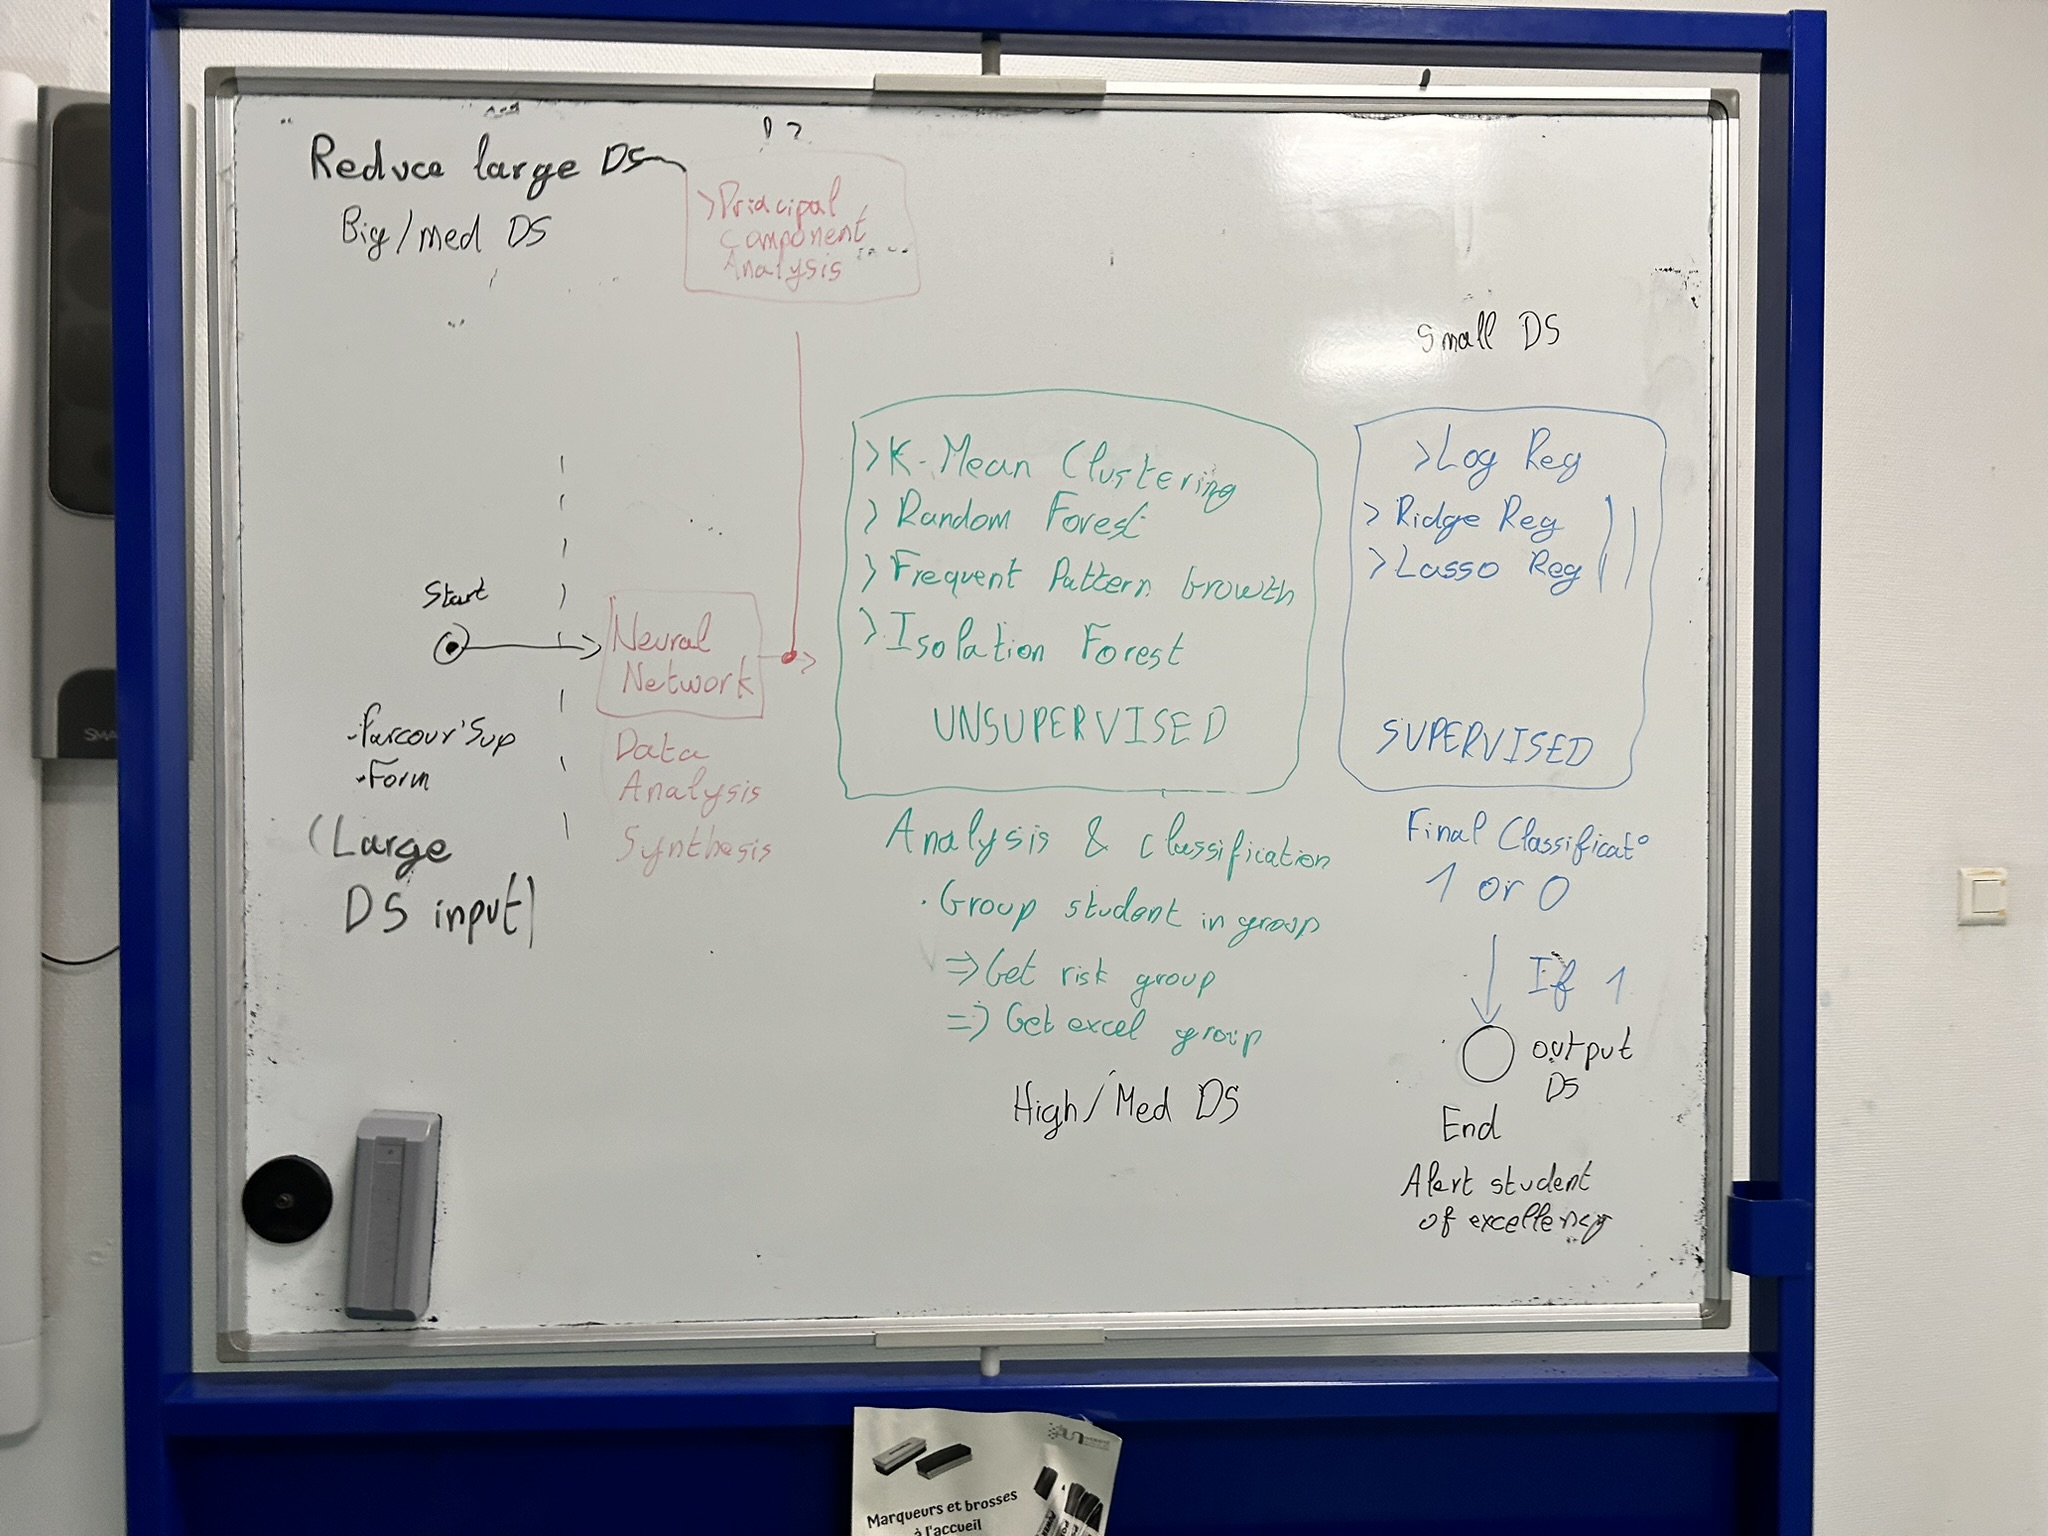 Reduce large DS
Big/med DS
>Principal
Component
Analysis
Small DS
Start
-Parcour'Sup
-Form
(Large
DS input)
Neural
Network
Data
Analysis
Synthesis
>K-Mean Clustering
> Random Forest
> Frequent Pattern Growth
> Isolation Forest
UNSUPERVISED
Analysis & classification
· Group student in group
=> Get risk group
=> Get excel group
High/Med DS
>Log Reg
> Ridge Reg
> Lasso Reg
SUPERVISED
Final Classificat°
1 or 0
If 1
output
DS
End
Alert student
of excellency
Marqueurs et brosses
à l'accueil